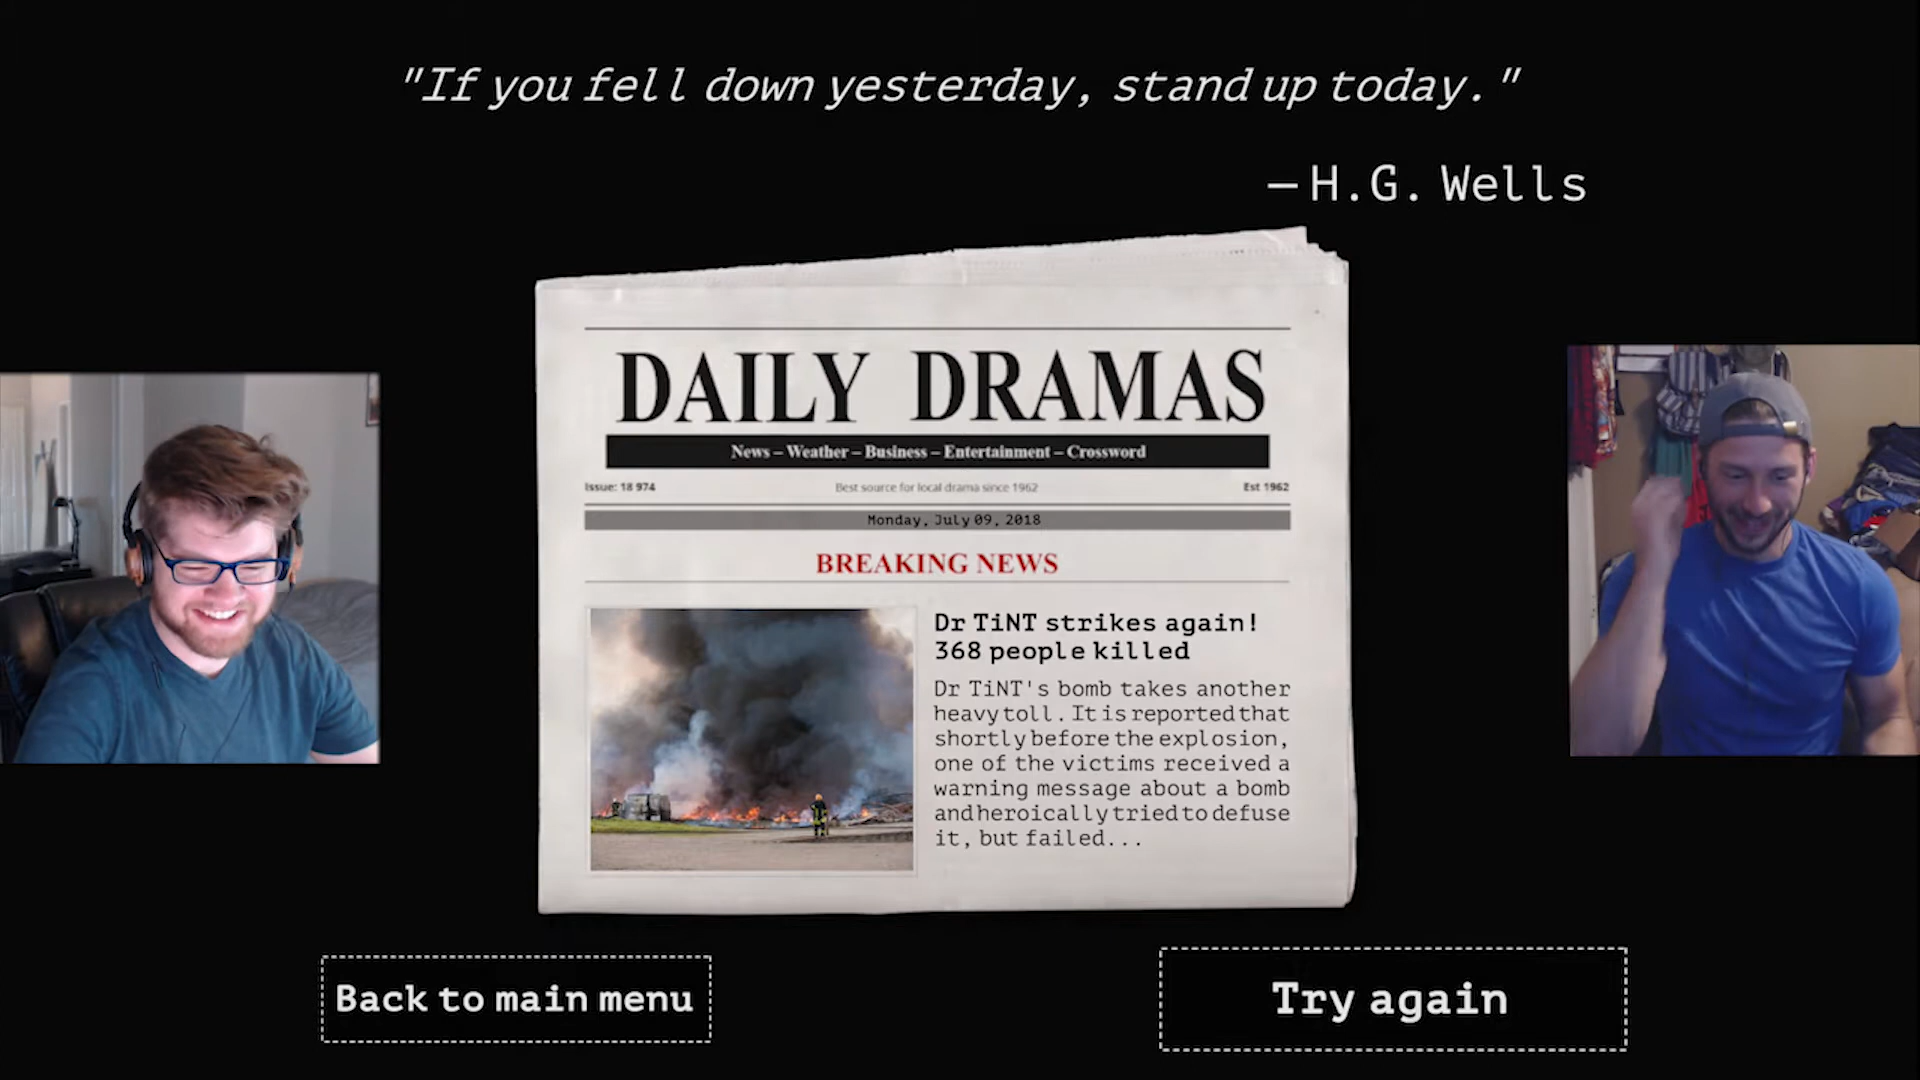 "If you fell down yesterday, stand up today."
— H.G. Wells
DAILY DRAMAS
News – Weather – Business – Entertainment – Crossword
Issue: 18 974
Best source for local drama since 1962
Est 1962
Monday, July 09, 2018
BREAKING NEWS
Dr TiNT strikes again!
368 people killed
Dr TiNT's bomb takes another
heavy toll. It is reported that
shortly before the explosion,
one of the victims received a
warning message about a bomb
and heroically tried to defuse
it, but failed...
Back to main menu
Try again